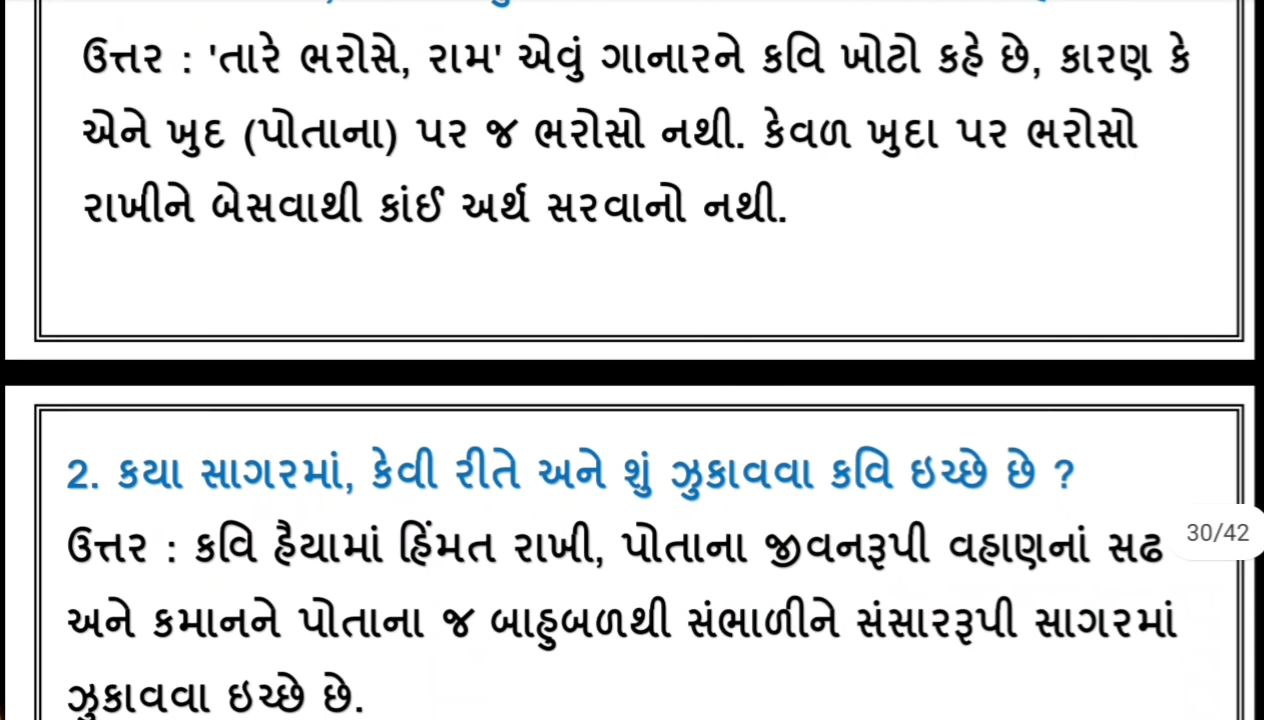 ઉત્તર : 'તારે ભરોસે, રામ' એવું ગાનારને કવિ ખોટો કહે છે, કારણ કે
એને ખુદ (પોતાના) પર જ ભરોસો નથી. કેવળ ખુદા પર ભરોસો
રાખીને બેસવાથી કાંઈ અર્થ સરવાનો નથી.
2. કયા સાગરમાં, કેવી રીતે અને શું ઝુકાવવા કવિ ઇચ્છે છે ?
ઉત્તર : કવિ હૈયામાં હિંમત રાખી, પોતાના જીવનરૂપી વહાણનાં સઢ
30/42
અને કમાનને પોતાના જ બાહુબળથી સંભાળીને સંસારરૂપી સાગરમાં
ઝુકાવવા ઇચ્છે છે.